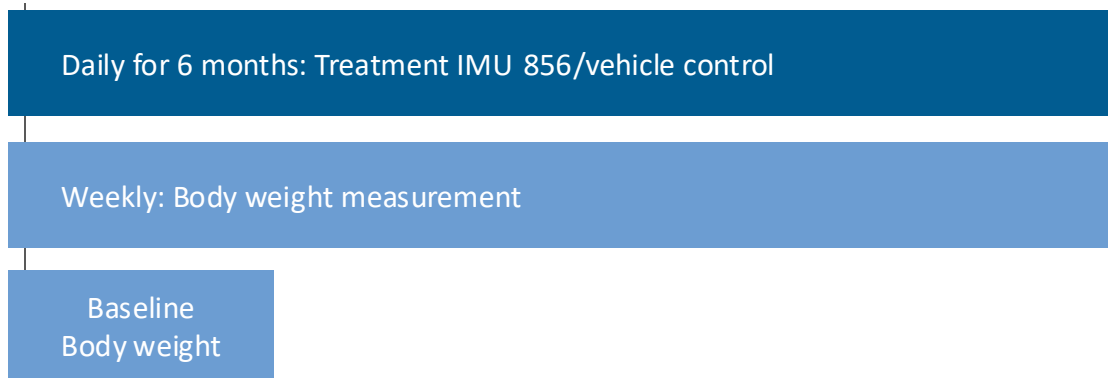 Daily for 6 months: Treatment IMU 856/vehicle control
Weekly: Body weight measurement
Baseline
Body weight